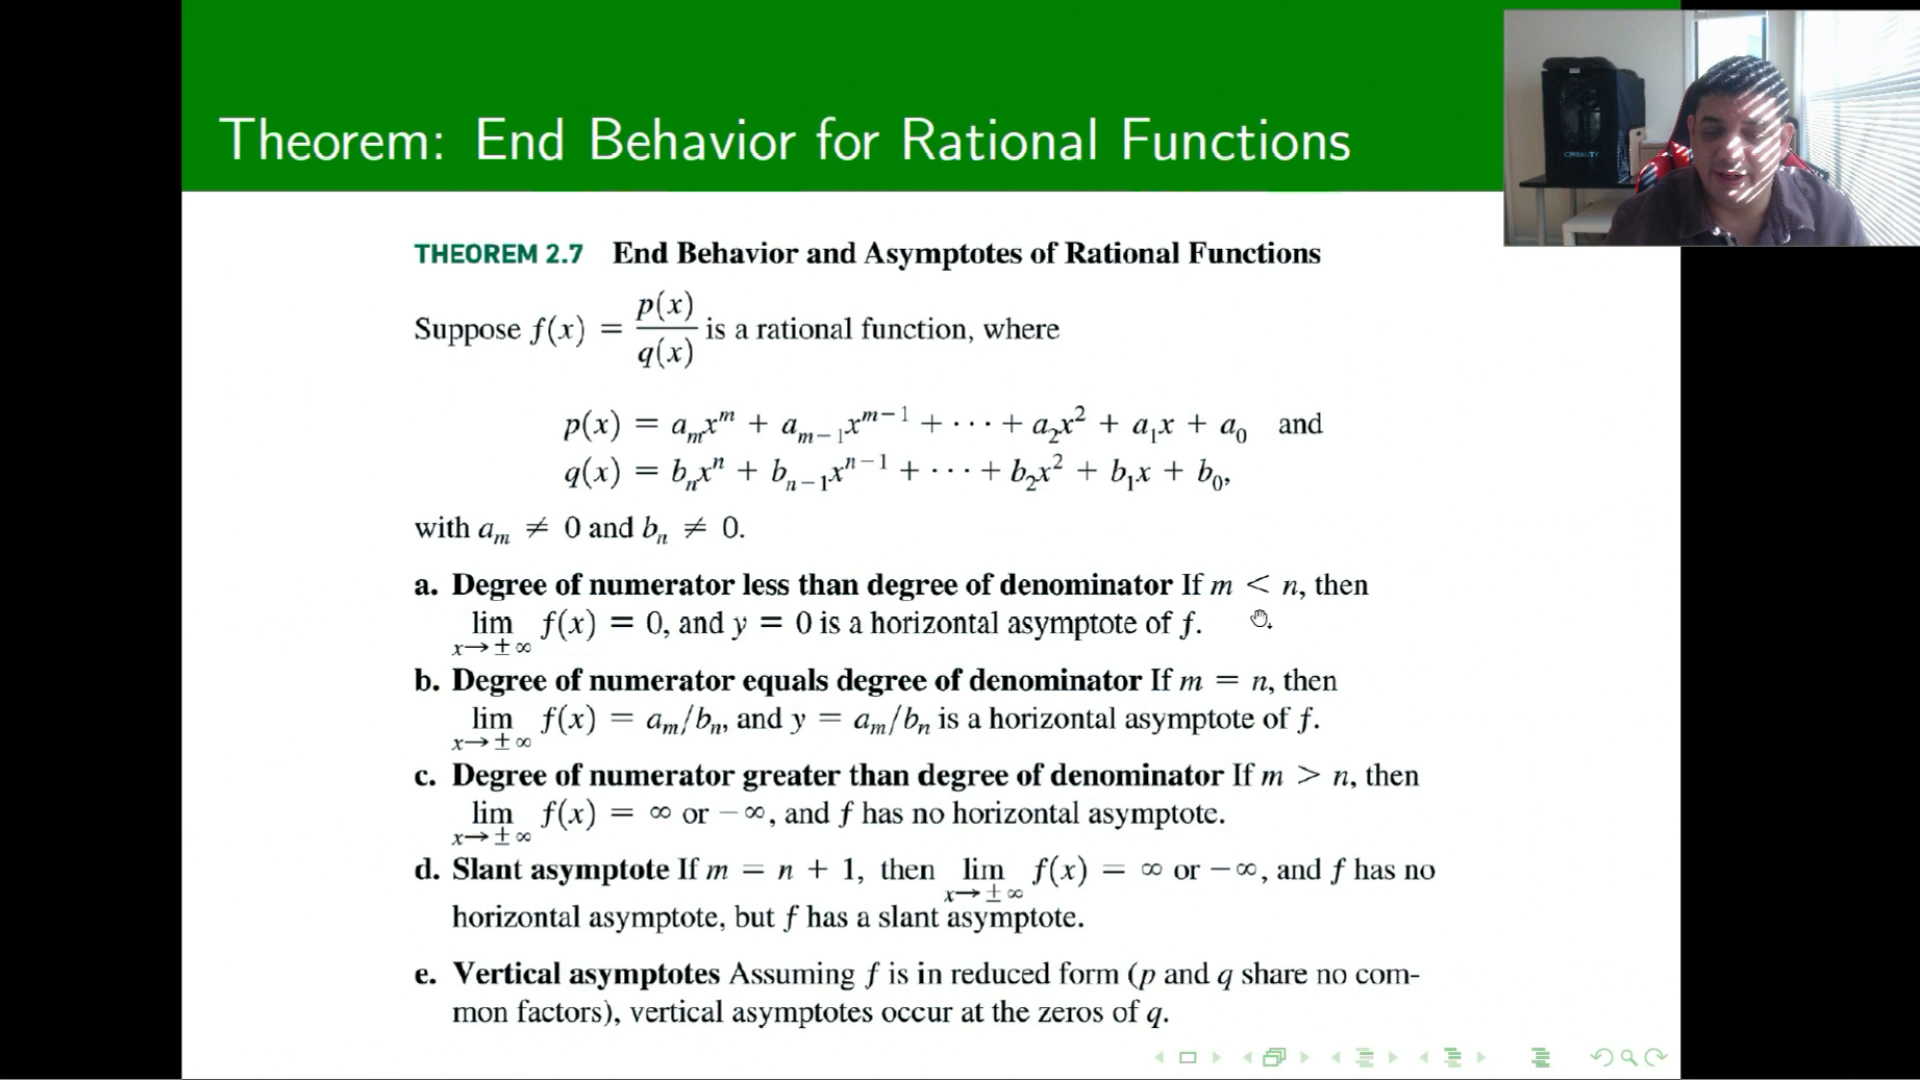 Theorem: End Behavior for Rational Functions
CREALITY
THEOREM 2.7 End Behavior and Asymptotes of Rational Functions
Suppose f(x) = p(x)/q(x) is a rational function, where
p(x) = a_m x^m + a_{m−1} x^{m−1} + ··· + a_2 x^2 + a_1 x + a_0 and
q(x) = b_n x^n + b_{n−1} x^{n−1} + ··· + b_2 x^2 + b_1 x + b_0,
with a_m ≠ 0 and b_n ≠ 0.
a. Degree of numerator less than degree of denominator If m < n, then
lim_{x→±∞} f(x) = 0, and y = 0 is a horizontal asymptote of f.
b. Degree of numerator equals degree of denominator If m = n, then
lim_{x→±∞} f(x) = a_m/b_n, and y = a_m/b_n is a horizontal asymptote of f.
c. Degree of numerator greater than degree of denominator If m > n, then
lim_{x→±∞} f(x) = ∞ or −∞, and f has no horizontal asymptote.
d. Slant asymptote If m = n + 1, then lim_{x→±∞} f(x) = ∞ or −∞, and f has no
horizontal asymptote, but f has a slant asymptote.
e. Vertical asymptotes Assuming f is in reduced form (p and q share no com-
mon factors), vertical asymptotes occur at the zeros of q.